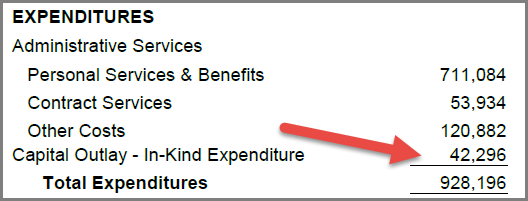 EXPENDITURES
Administrative Services
Personal Services & Benefits 711,084
Contract Services 53,934
Other Costs 120,882
Capital Outlay - In-Kind Expenditure 42,296
Total Expenditures 928,196